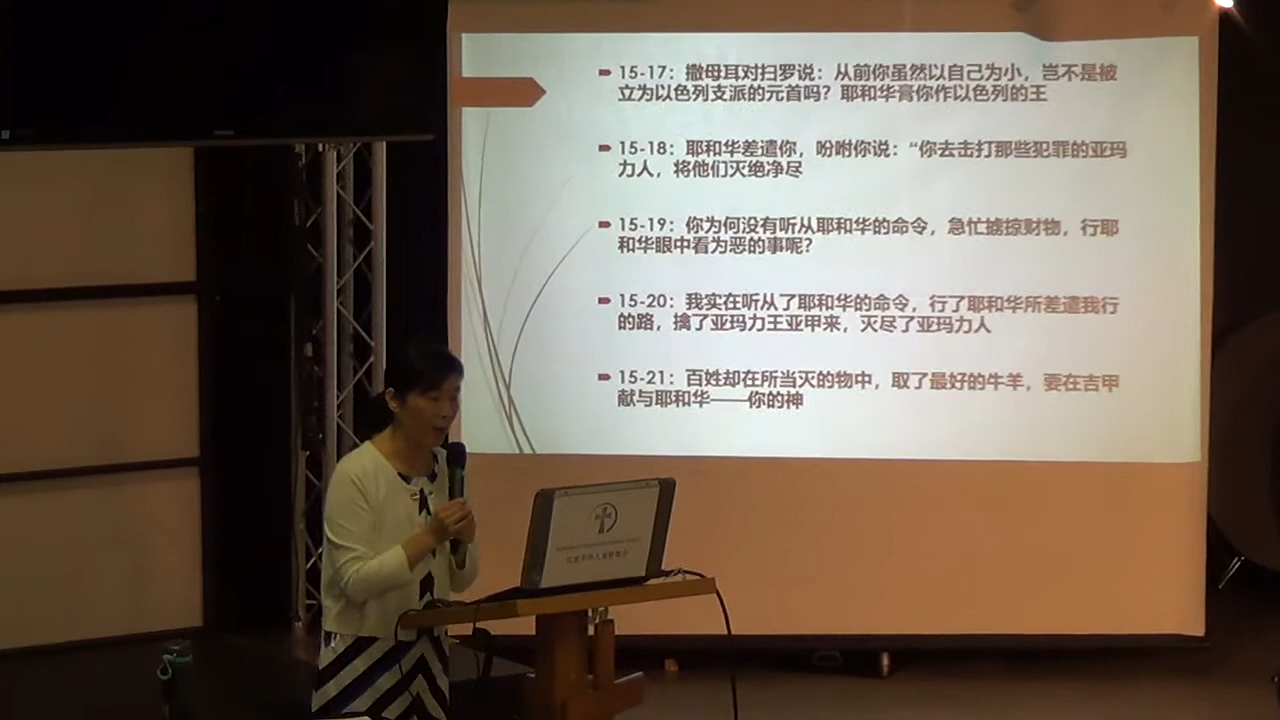 15-17：撒母耳对扫罗说：从前你虽然以自己为小，岂不是被
立为以色列支派的元首吗？耶和华膏你作以色列的王
15-18：耶和华差遣你，吩咐你说：“你去击打那些犯罪的亚玛
力人，将他们灭绝净尽
15-19：你为何没有听从耶和华的命令，急忙掳掠财物，行耶
和华眼中看为恶的事呢？
15-20：我实在听从了耶和华的命令，行了耶和华所差遣我行
的路，擒了亚玛力王亚甲来，灭尽了亚玛力人
15-21：百姓却在所当灭的物中，取了最好的牛羊，要在吉甲
献与耶和华——你的神